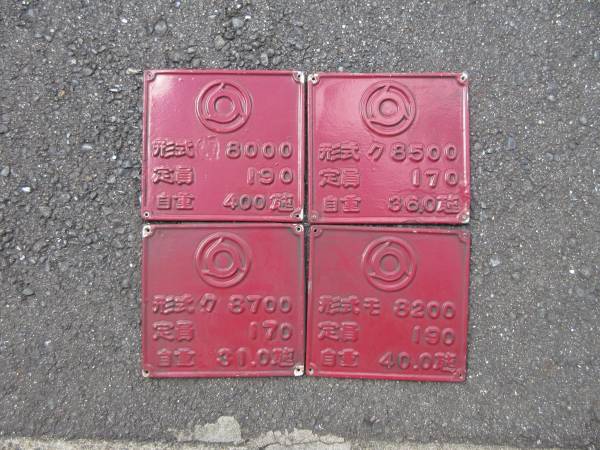 形式 8000
定員 190
自重 40.0瓲
形式 ク 8500
定員 170
自重 36.0瓲
形式 ク 8700
定員 170
自重 31.0瓲
形式 モ 8200
定員 190
自重 40.0瓲